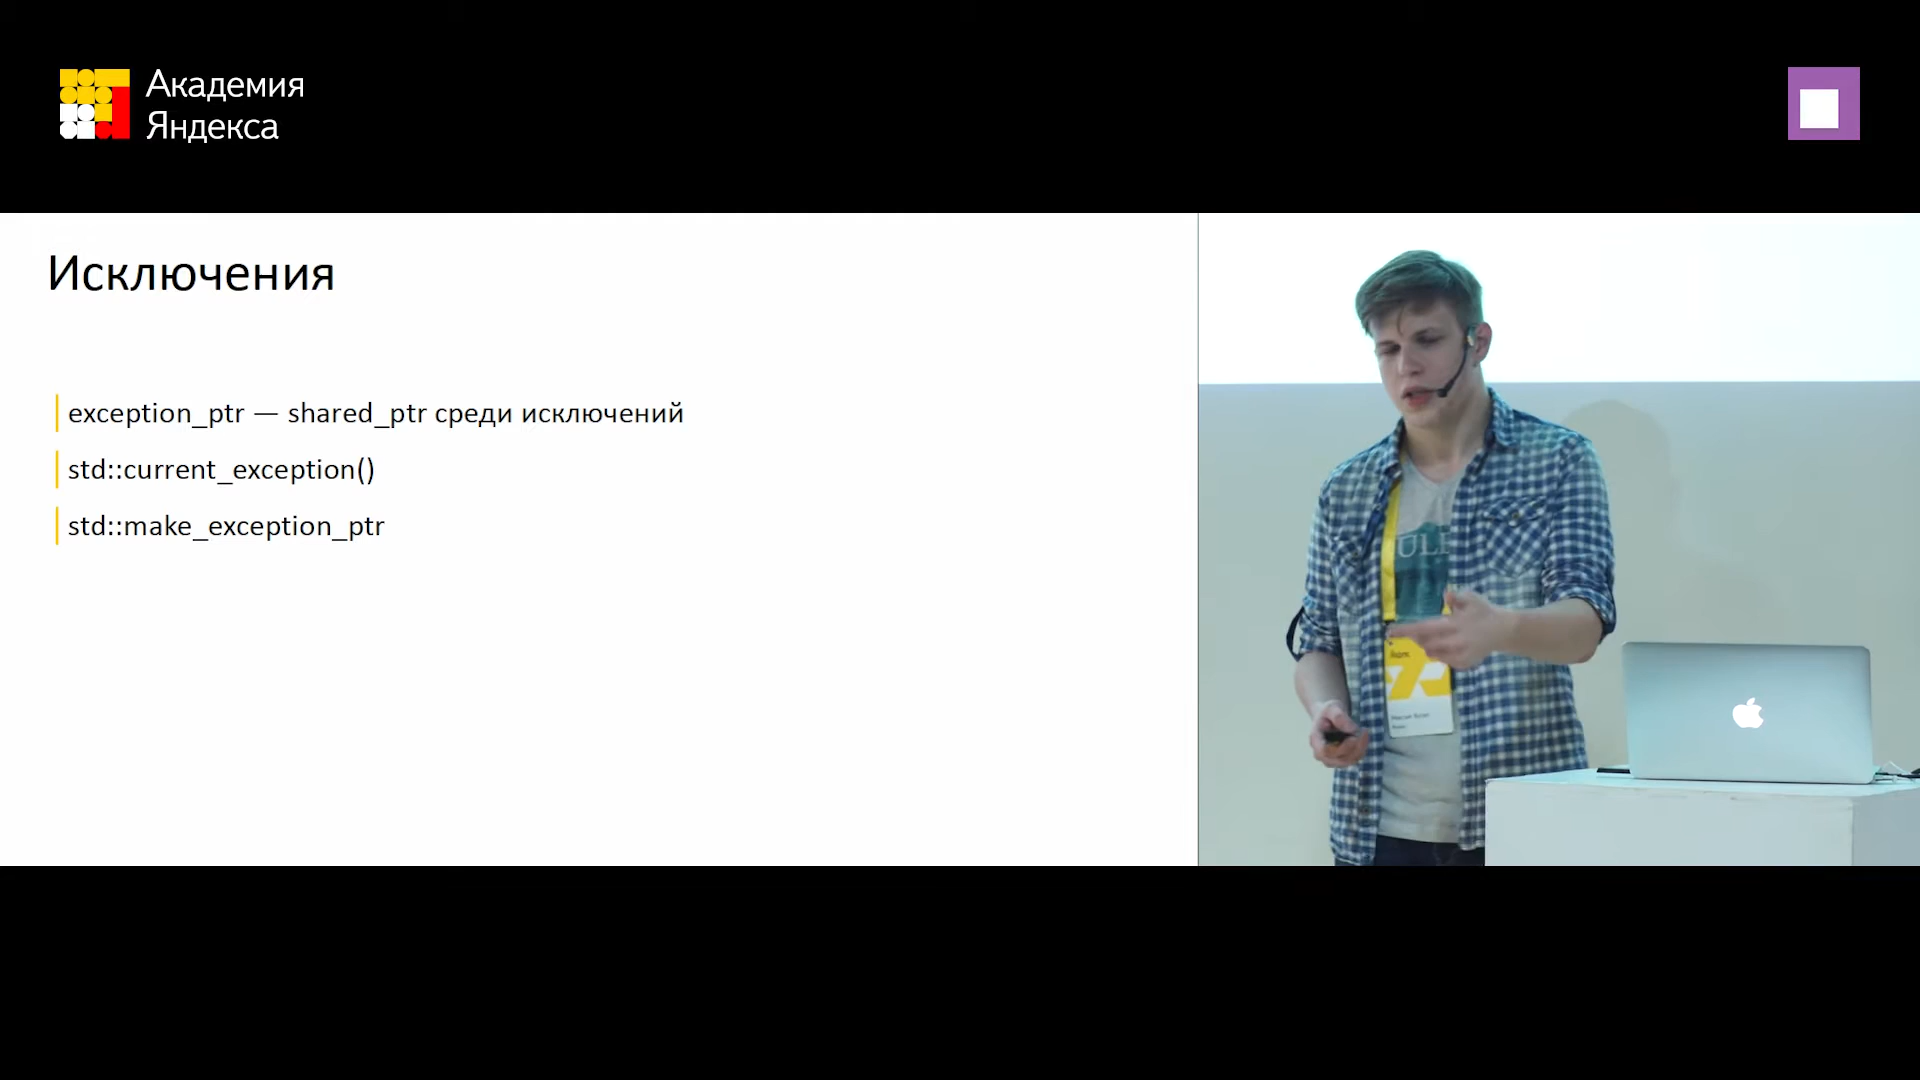 Академия
Яндекса
Исключения
exception_ptr — shared_ptr среди исключений
std::current_exception()
std::make_exception_ptr